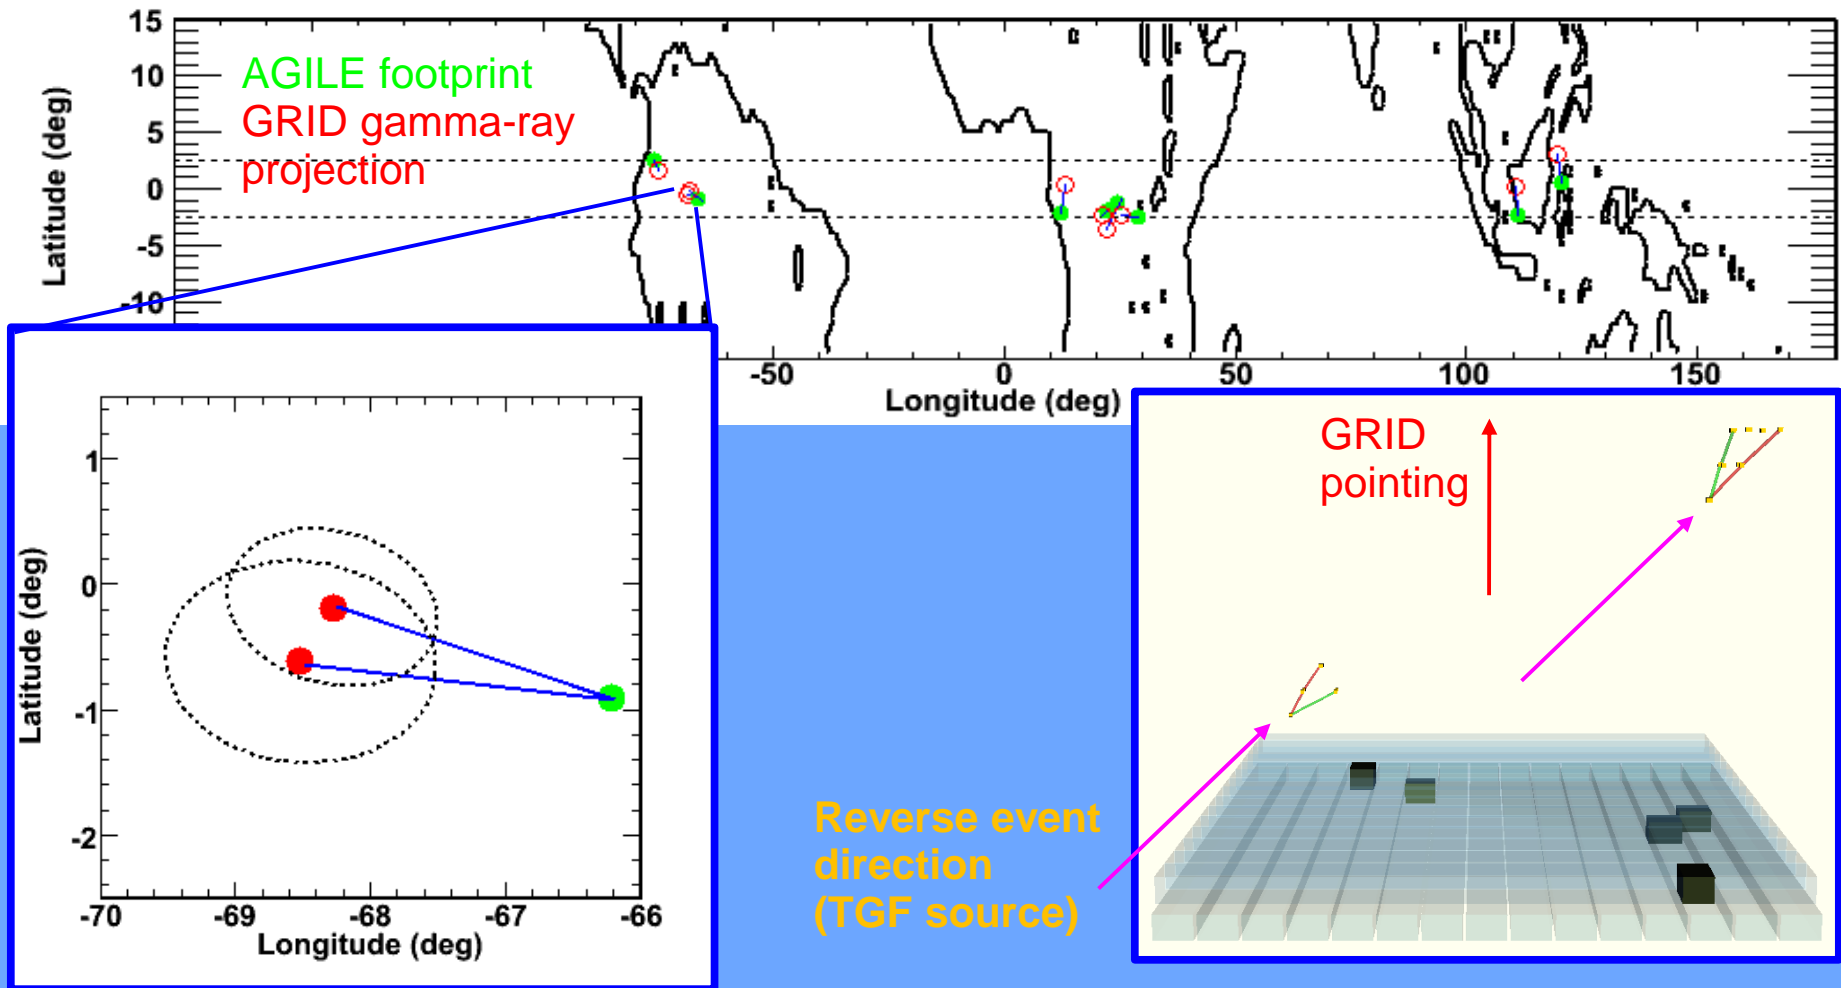 15
10
5
0
-5
-10
Latitude (deg)
AGILE footprint
GRID gamma-ray
projection
-50
0
50
100
150
Longitude (deg)
1
0
-1
-2
Latitude (deg)
-70
-69
-68
-67
-66
Longitude (deg)
GRID
pointing
Reverse event
direction
(TGF source)